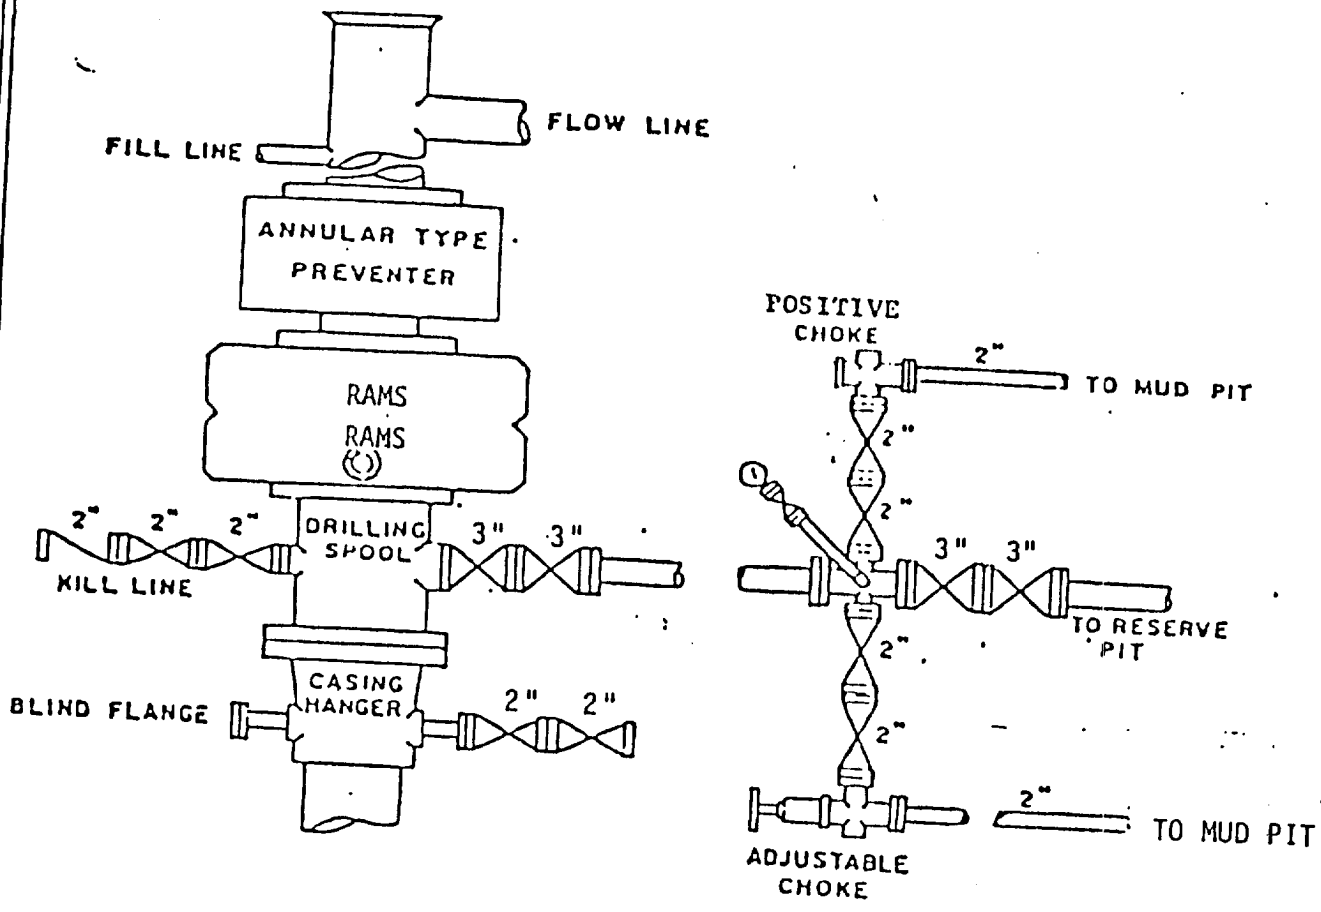 FLOW LINE
FILL LINE
ANNULAR TYPE
PREVENTER
POSITIVE
CHOKE
2"
TO MUD PIT
RAMS
RAMS
2"
2"
2"
2"
2"
KILL LINE
DRILLING
SPOOL
3"
3"
3"
3"
TO RESERVE
PIT
2"
CASING
HANGER
BLIND FLANGE
2"
2"
2"
2"
TO MUD PIT
ADJUSTABLE
CHOKE